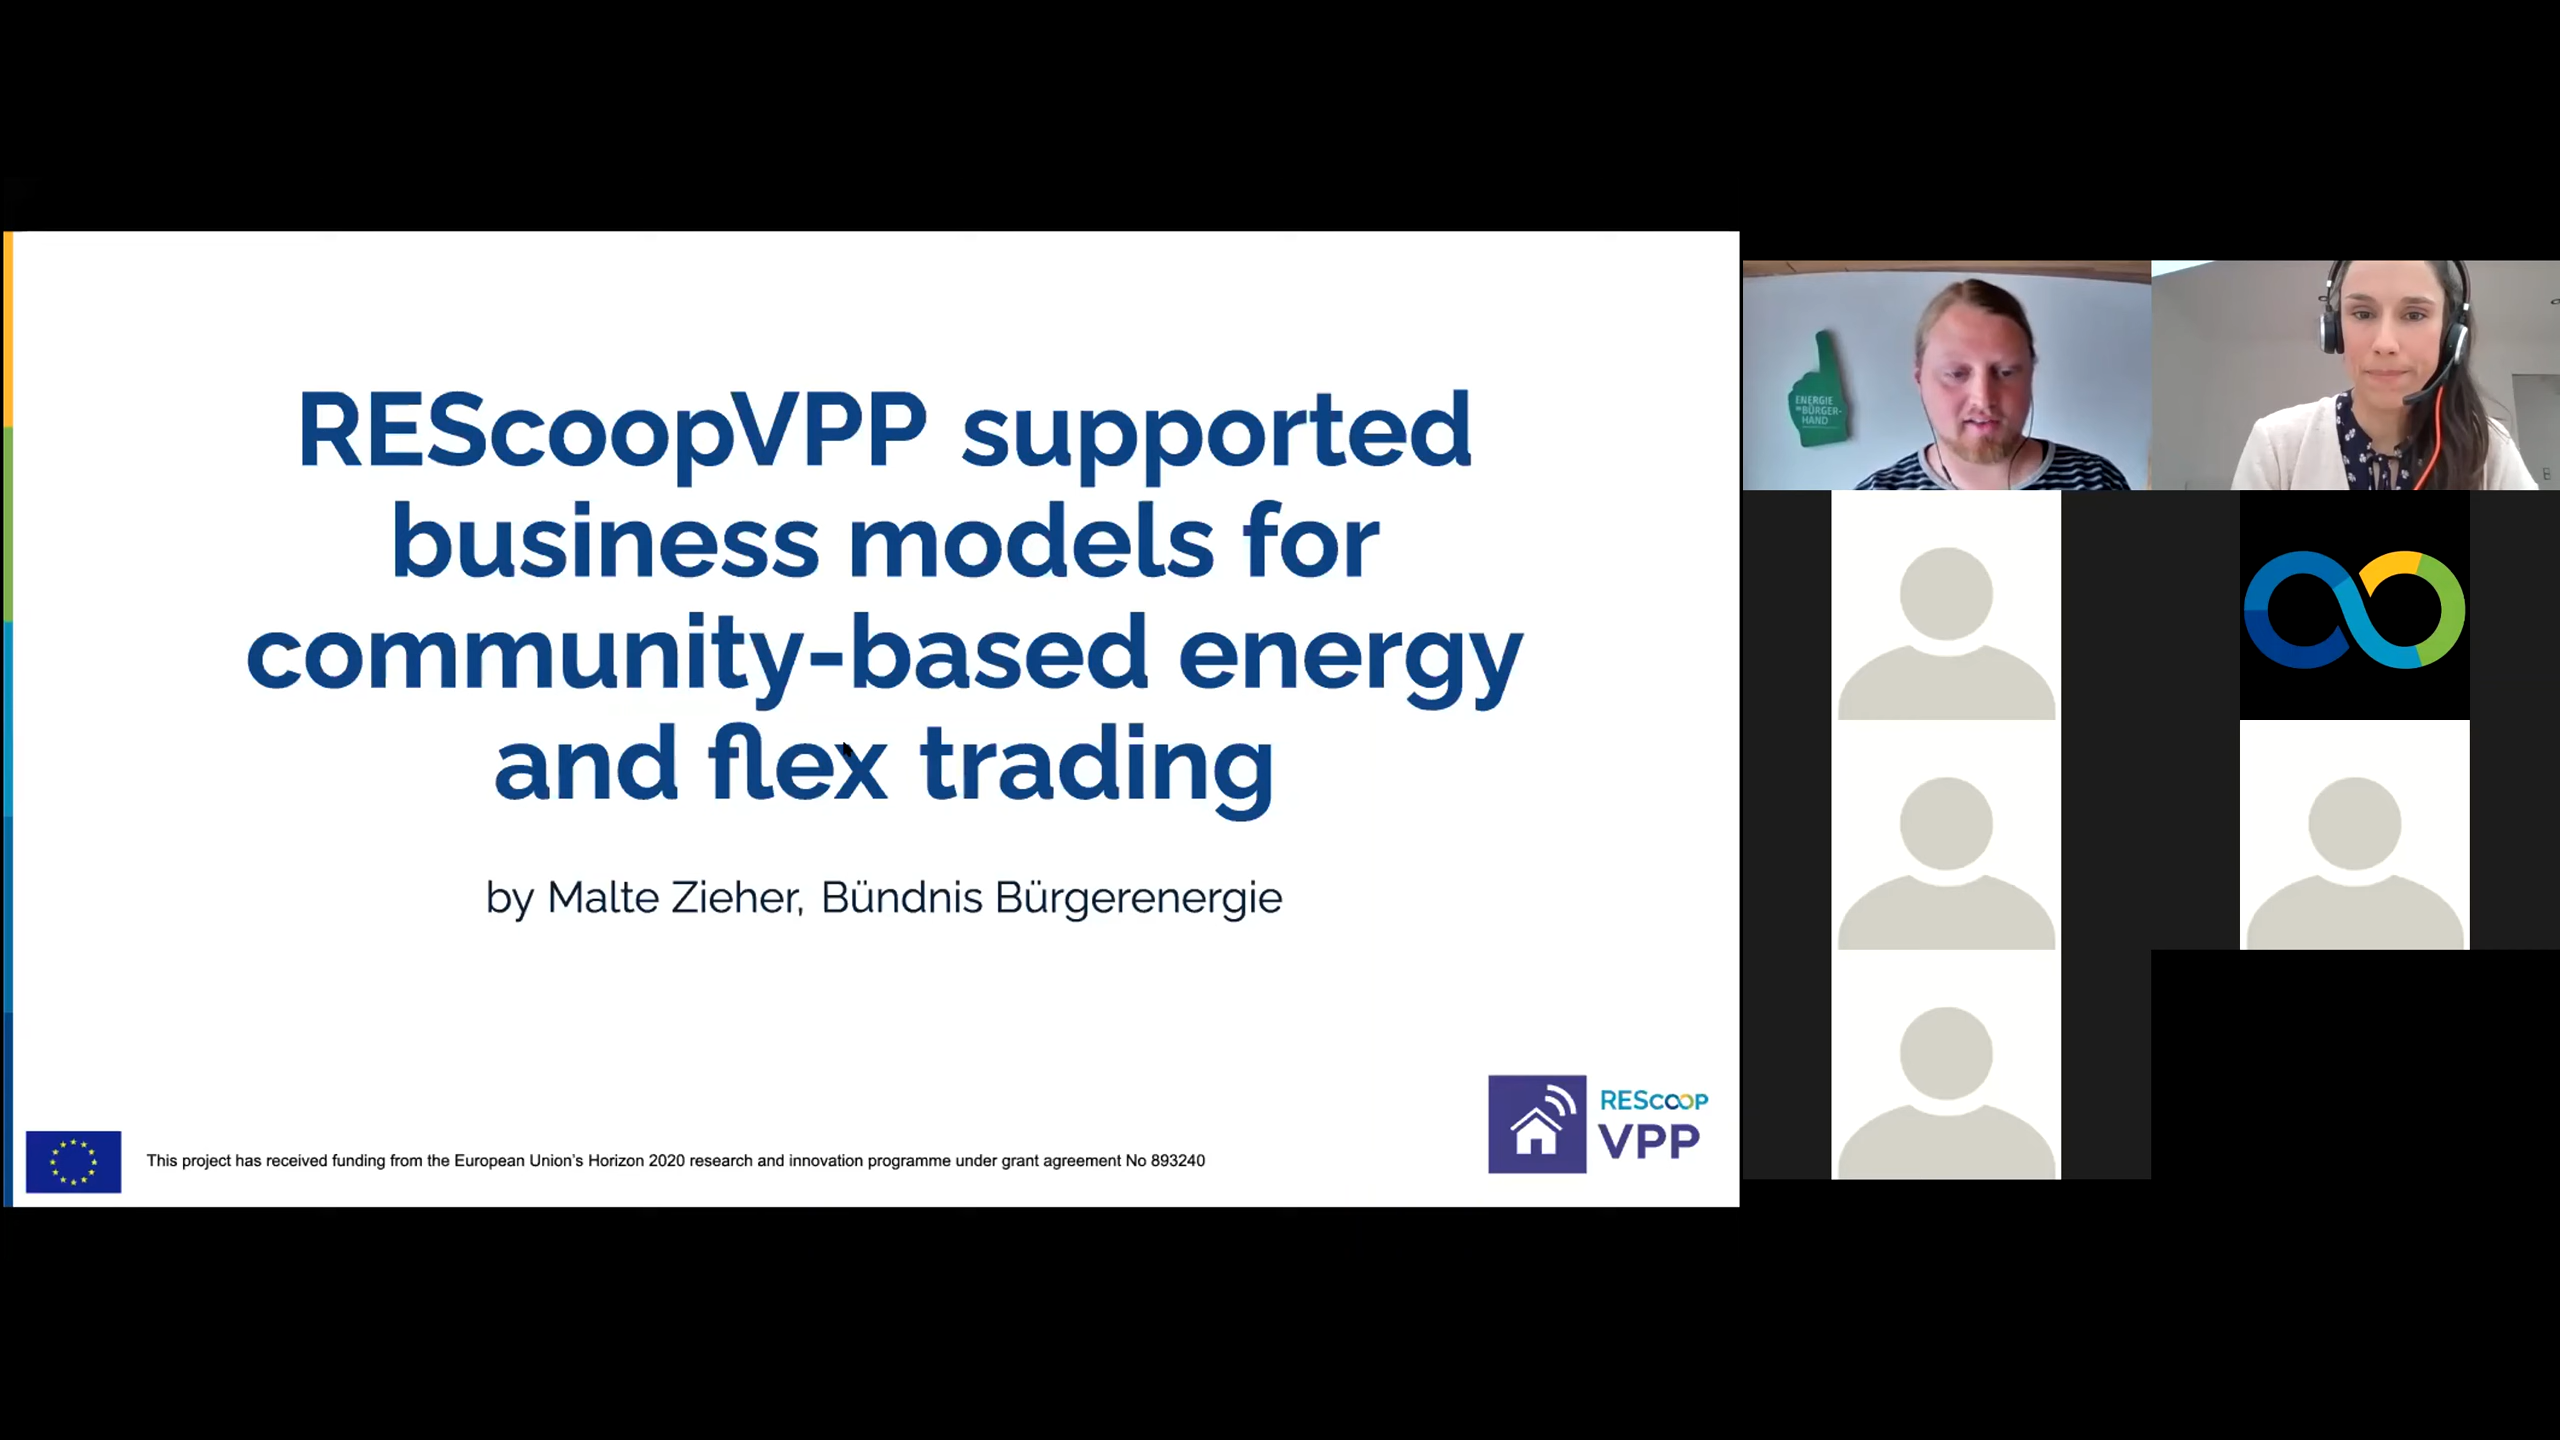 REScoopVPP supported
business models for
community-based energy
and flex trading
by Malte Zieher, Bündnis Bürgerenergie
This project has received funding from the European Union's Horizon 2020 research and innovation programme under grant agreement No 893240
REScoop
VPP
ENERGIE
IN BÜRGER-
HAND